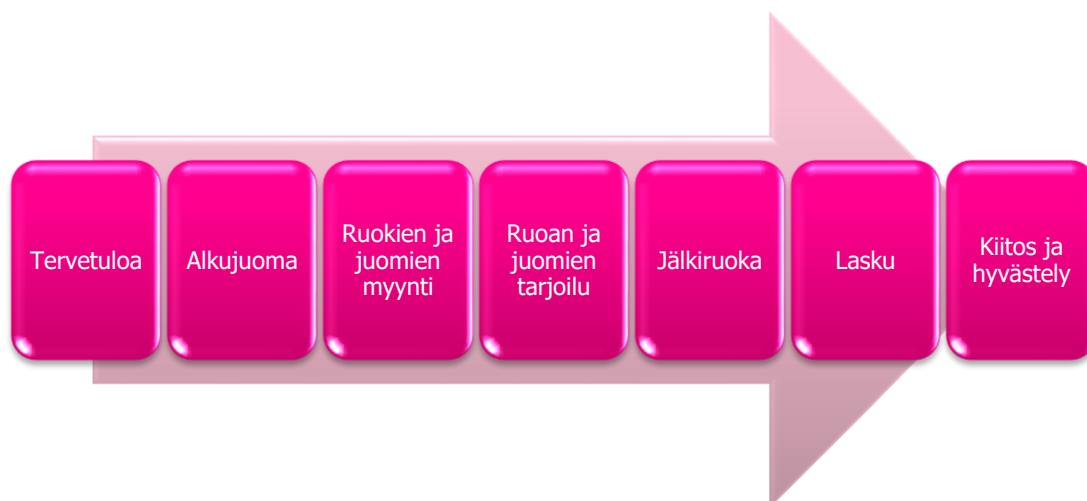 Tervetuloa
Alkujuoma
Ruokien ja
juomien
myynti
Ruoan ja
juomien
tarjoilu
Jälkiruoka
Lasku
Kiitos ja
hyvästely